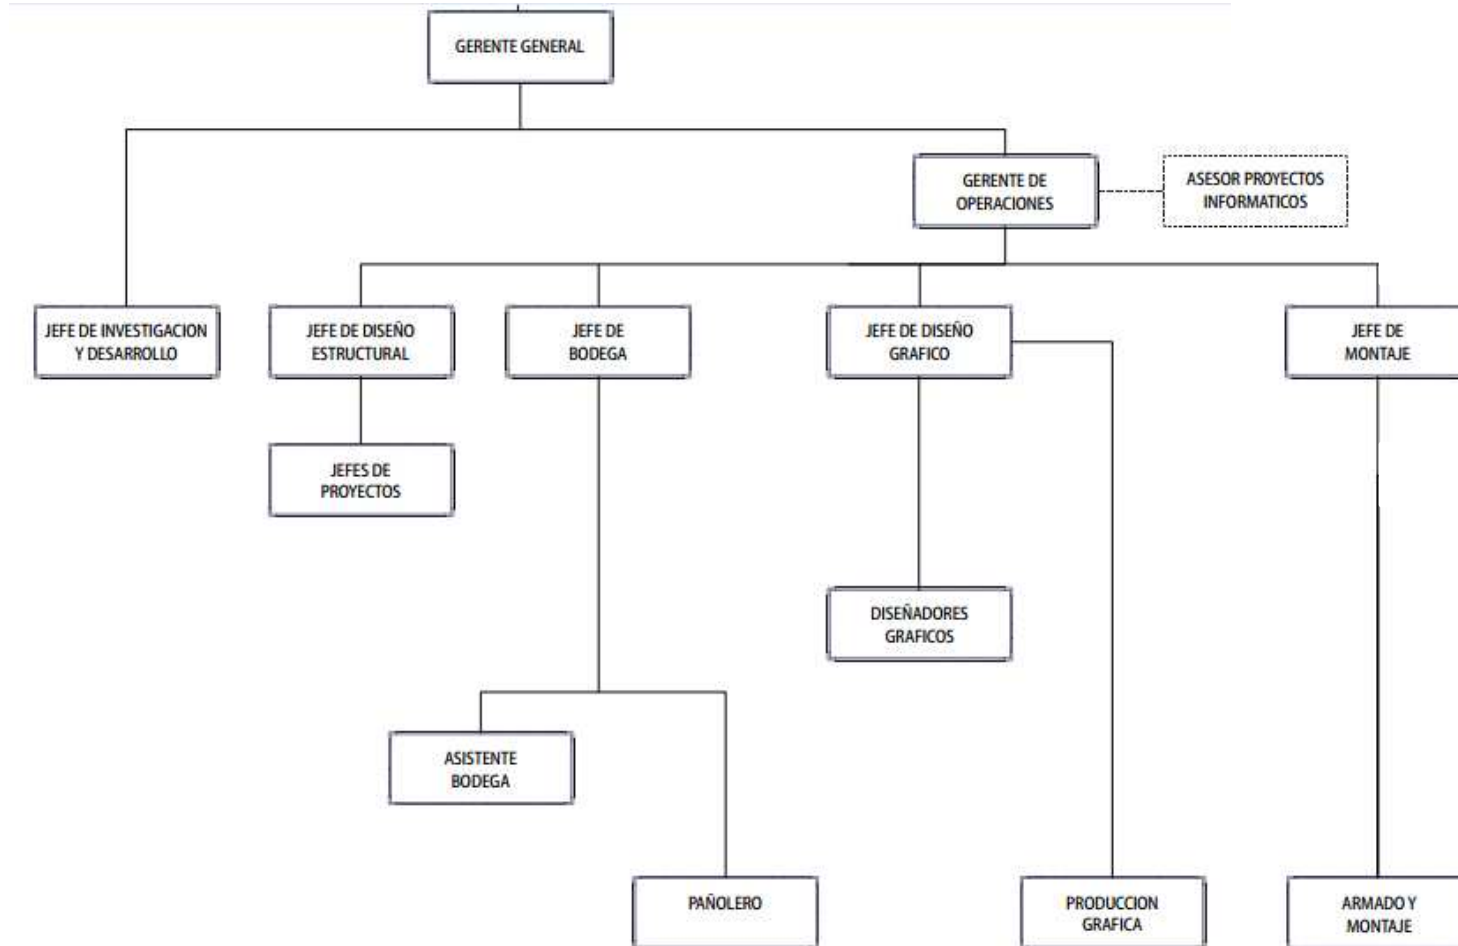 GERENTE GENERAL
GERENTE DE
OPERACIONES
ASESOR PROYECTOS
INFORMATICOS
JEFE DE INVESTIGACION
Y DESARROLLO
JEFE DE DISEÑO
ESTRUCTURAL
JEFE DE
BODEGA
JEFE DE DISEÑO
GRAFICO
JEFE DE
MONTAJE
JEFES DE
PROYECTOS
DISEÑADORES
GRAFICOS
ASISTENTE
BODEGA
PAÑOLERO
PRODUCCION
GRAFICA
ARMADO Y
MONTAJE